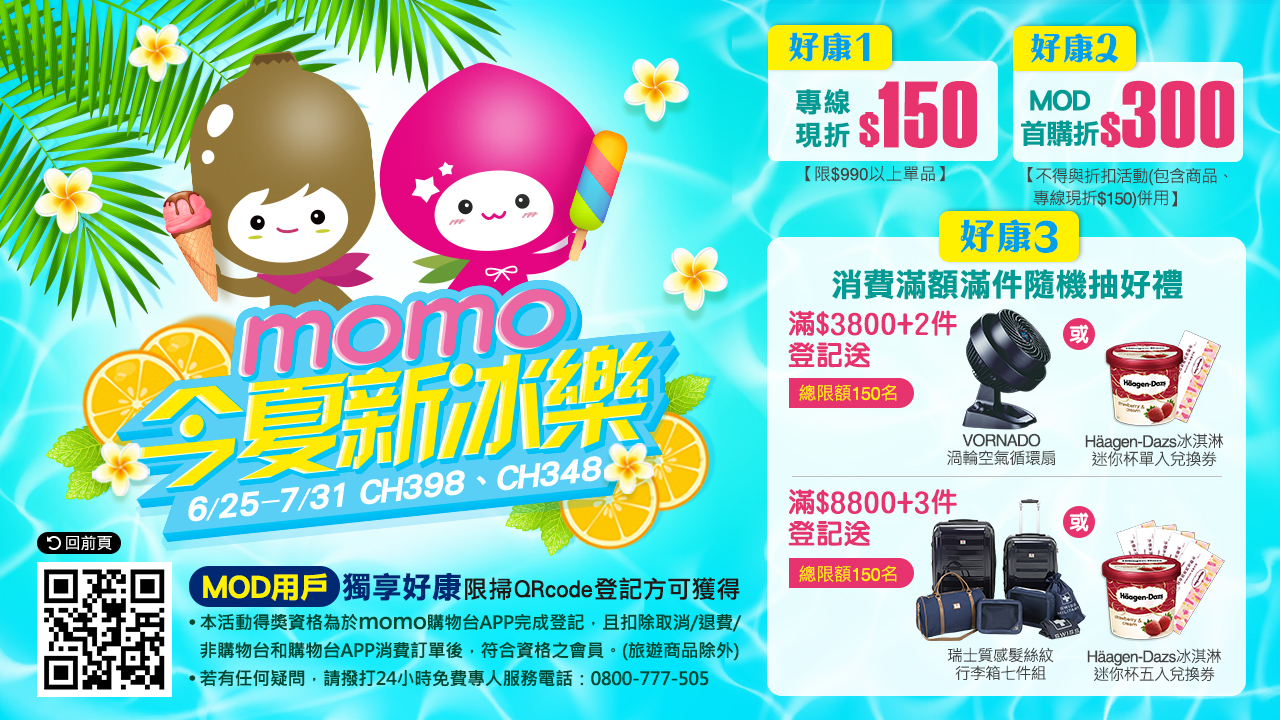 momo
今夏新冰樂
6/25-7/31 CH398、CH348
回前頁
MOD用戶 獨享好康限掃QRcode登記方可獲得
•本活動得獎資格為於momo購物台APP完成登記，且扣除取消/退費/
非購物台和購物台APP消費訂單後，符合資格之會員。(旅遊商品除外)
•若有任何疑問，請撥打24小時免費專人服務電話：0800-777-505
好康1
專線
現折 $150
【限$990以上單品】
好康2
MOD
首購折$300
【不得與折扣活動(包含商品、
專線現折$150)併用】
好康3
消費滿額滿件隨機抽好禮
滿$3800+2件
登記送
總限額150名
或
Häagen-Dazs
strawberry &
cream
VORNADO
渦輪空氣循環扇
Häagen-Dazs冰淇淋
迷你杯單入兌換券
滿$8800+3件
登記送
總限額150名
或
SWISS
MILITARY
SWISS
Häagen-Dazs
strawberry &
cream
瑞士質感髮絲紋
行李箱七件組
Häagen-Dazs冰淇淋
迷你杯五入兌換券